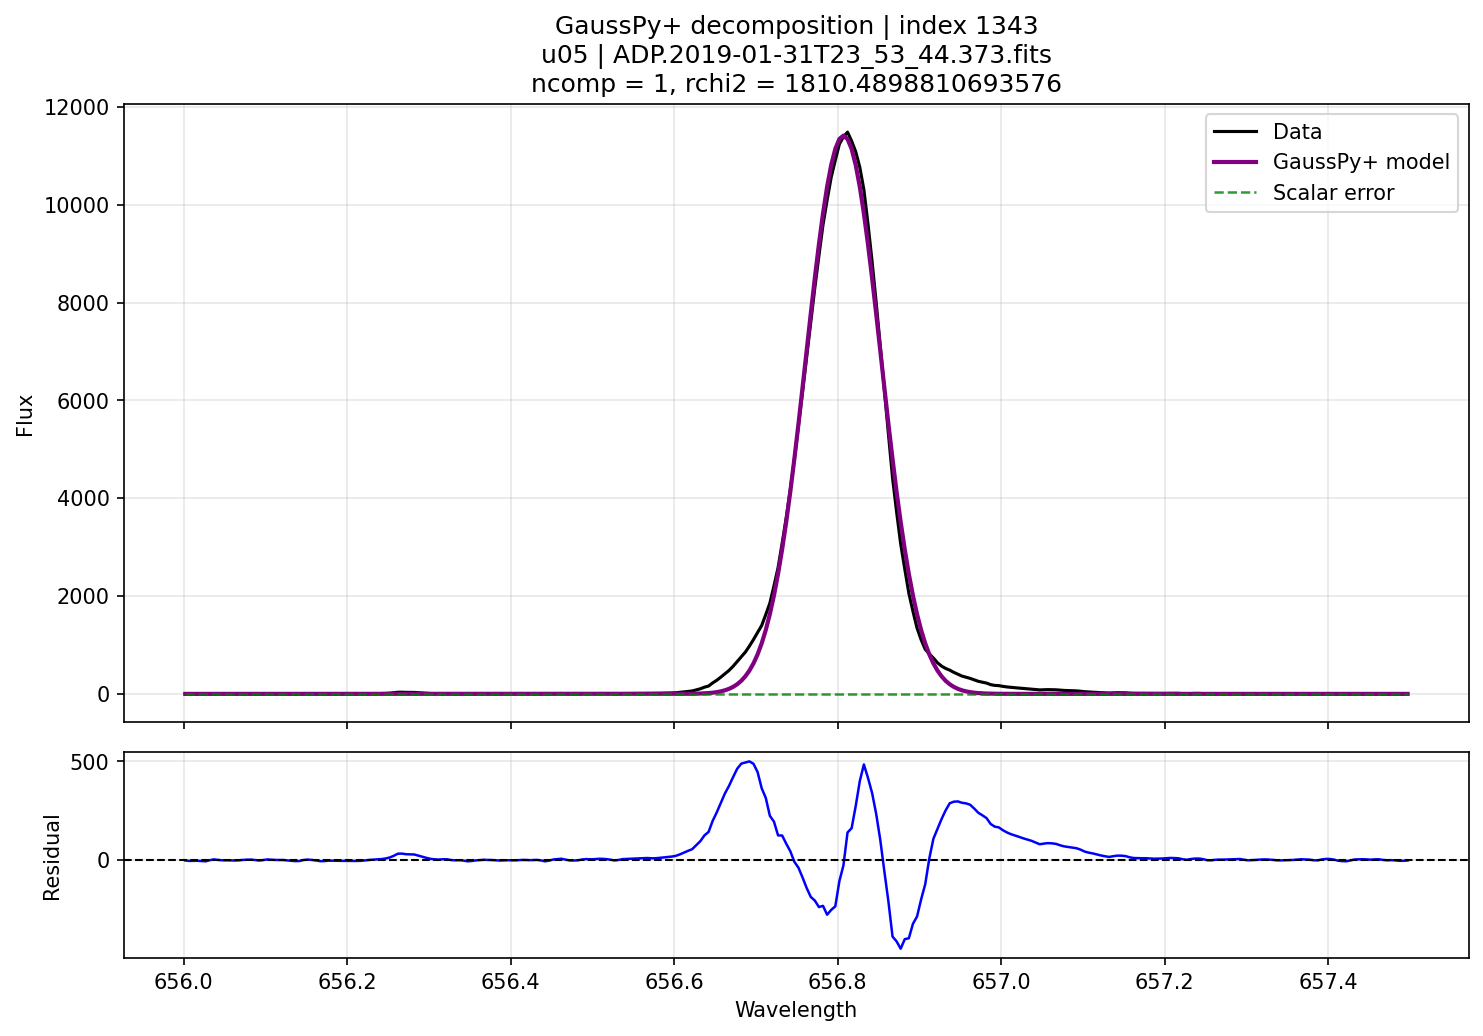 GaussPy+ decomposition | index 1343
u05 | ADP.2019-01-31T23_53_44.373.fits
ncomp = 1, rchi2 = 1810.4898810693576
12000
10000
8000
6000
4000
2000
0
Flux
Data
GaussPy+ model
Scalar error
500
0
Residual
656.0 656.2 656.4 656.6 656.8 657.0 657.2 657.4
Wavelength